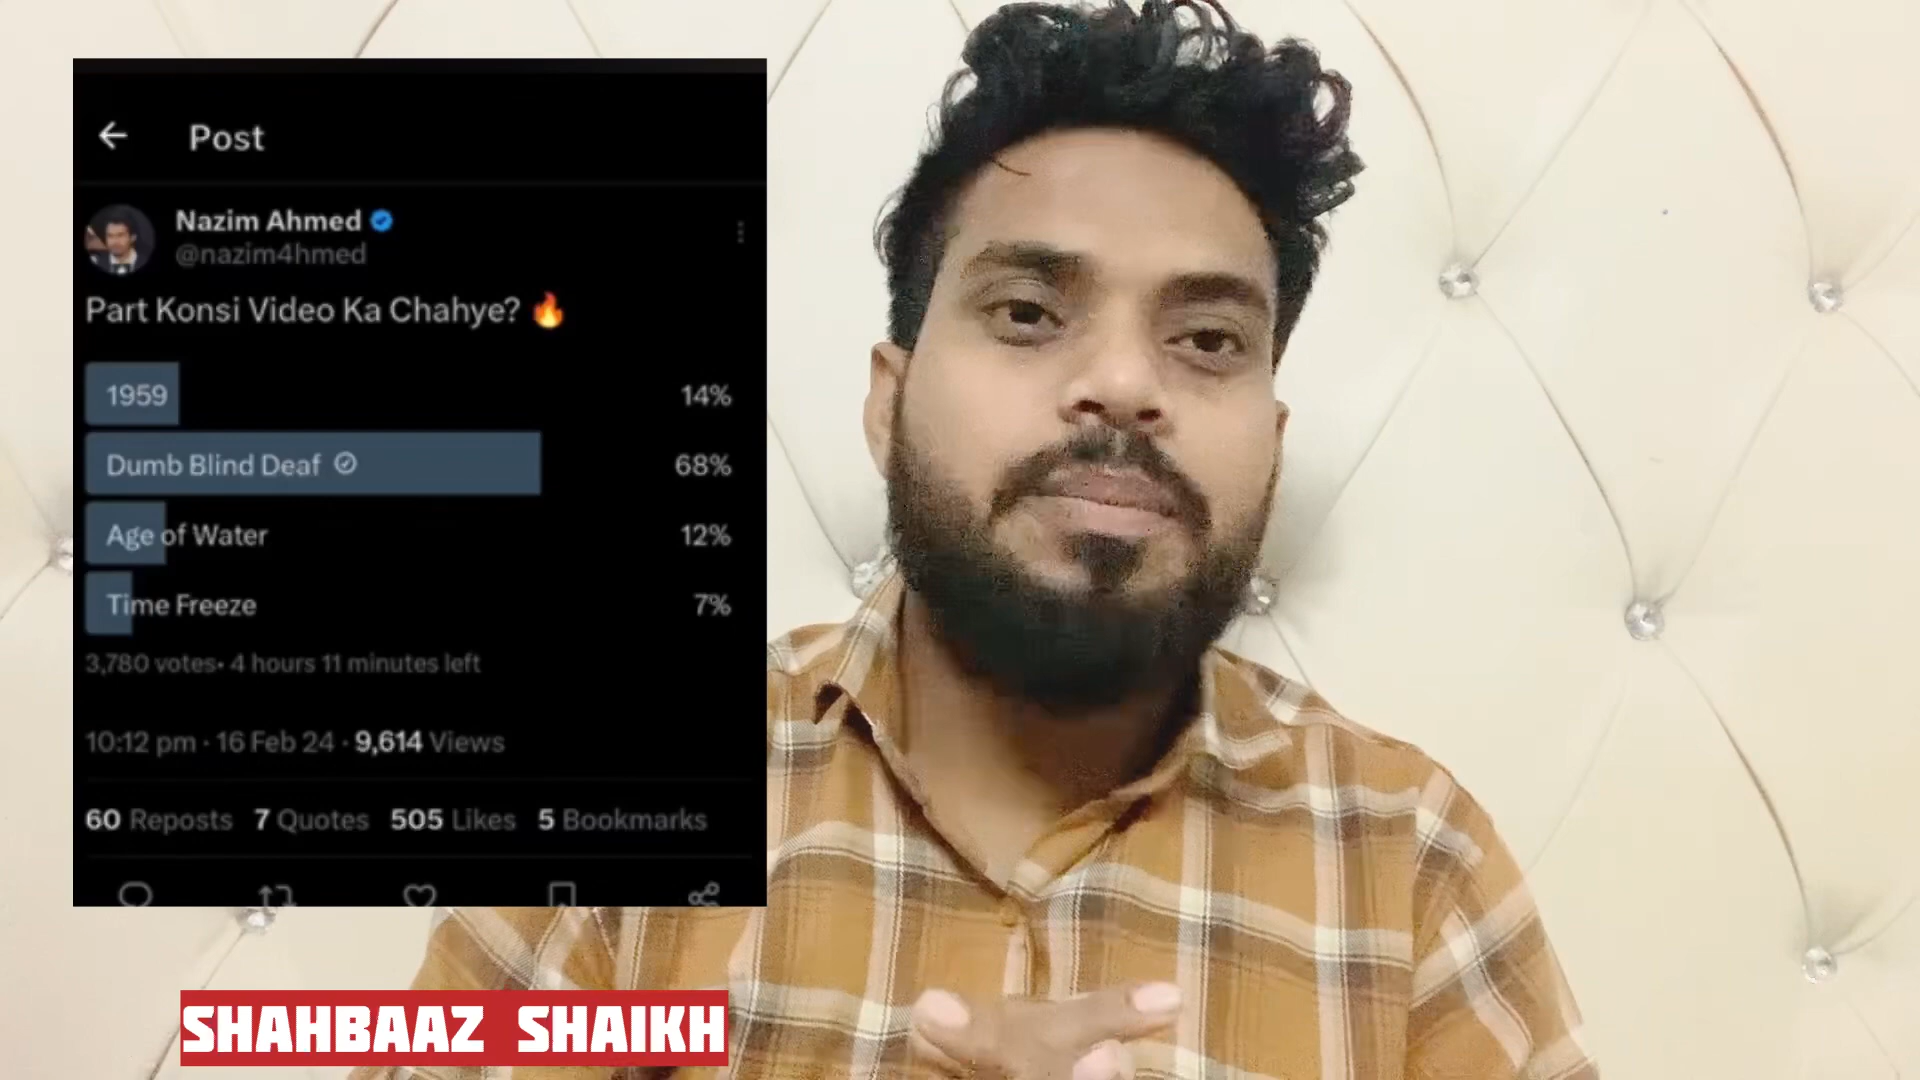 Post
Nazim Ahmed
@nazim4hmed
Part Konsi Video Ka Chahye? 🔥
1959 14%
Dumb Blind Deaf 68%
Age of Water 12%
Time Freeze 7%
3,780 votes• 4 hours 11 minutes left
10:12 pm · 16 Feb 24 · 9,614 Views
60 Reposts 7 Quotes 505 Likes 5 Bookmarks
SHAHBAAZ SHAIKH